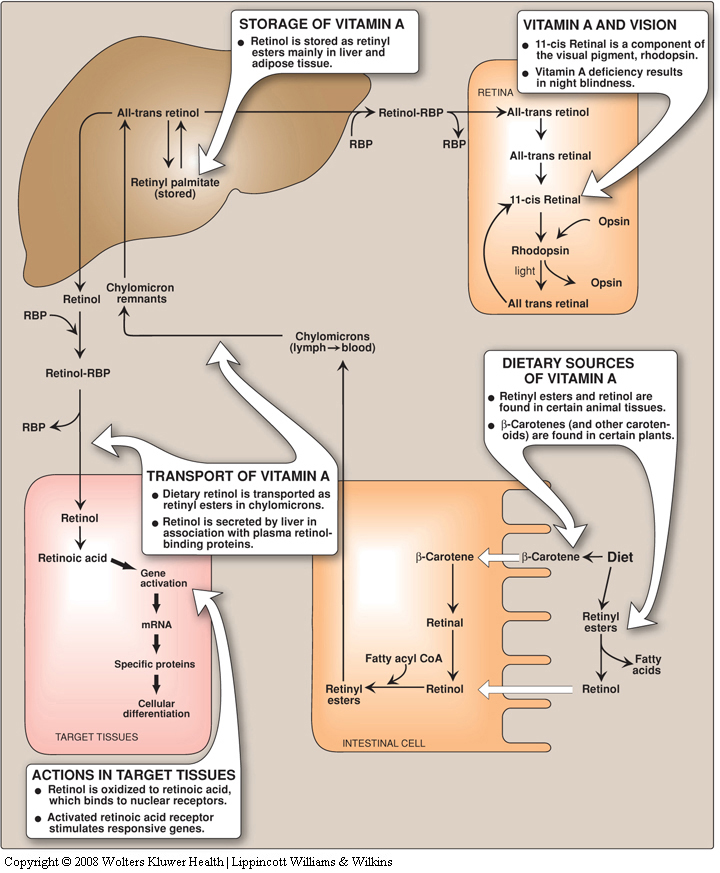 STORAGE OF VITAMIN A
● Retinol is stored as retinyl
esters mainly in liver and
adipose tissue.
VITAMIN A AND VISION
● 11-cis Retinal is a component of
the visual pigment, rhodopsin.
● Vitamin A deficiency results
in night blindness.
All-trans retinol
Retinyl palmitate
(stored)
Retinol-RBP
RBP
RBP
RETINA
All-trans retinol
All-trans retinal
11-cis Retinal
Opsin
Rhodopsin
light
Opsin
All trans retinal
Retinol
Chylomicron
remnants
RBP
Retinol-RBP
RBP
Chylomicrons
(lymph→blood)
DIETARY SOURCES
OF VITAMIN A
● Retinyl esters and retinol are
found in certain animal tissues.
● β-Carotenes (and other caroten-
oids) are found in certain plants.
TRANSPORT OF VITAMIN A
● Dietary retinol is transported as
retinyl esters in chylomicrons.
● Retinol is secreted by liver in
association with plasma retinol-
binding proteins.
Retinol
Retinoic acid
Gene
activation
mRNA
Specific proteins
Cellular
differentiation
TARGET TISSUES
β-Carotene
β-Carotene
Diet
Retinal
Retinyl
esters
Fatty acyl CoA
Fatty
acids
Retinyl
esters
Retinol
Retinol
INTESTINAL CELL
ACTIONS IN TARGET TISSUES
● Retinol is oxidized to retinoic acid,
which binds to nuclear receptors.
● Activated retinoic acid receptor
stimulates responsive genes.
Copyright © 2008 Wolters Kluwer Health | Lippincott Williams & Wilkins